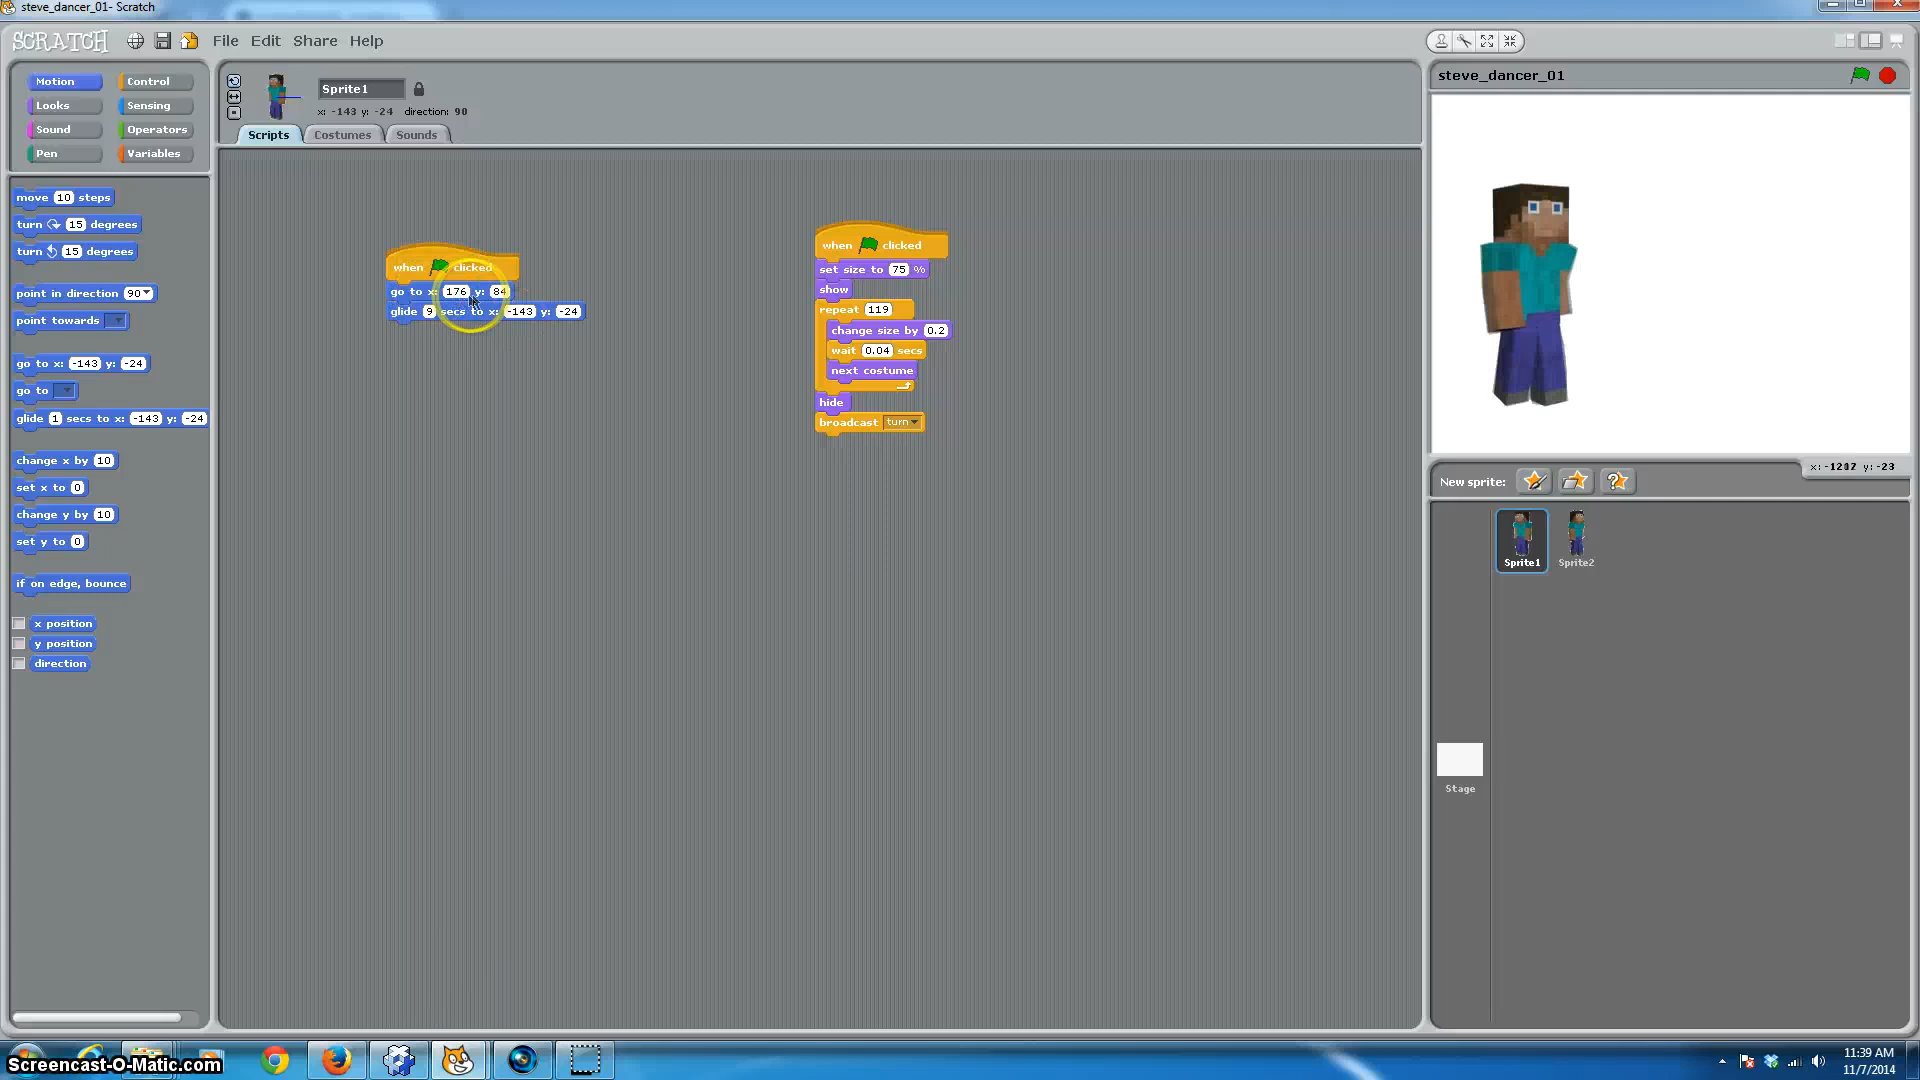 steve_dancer_01- Scratch
SCRATCH File Edit Share Help
Motion Control
Looks Sensing
Sound Operators
Pen Variables
Sprite1
x: -143 y: -24 direction: 90
Scripts Costumes Sounds
move 10 steps
turn 15 degrees
turn 15 degrees
point in direction 90
point towards
go to x: -143 y: -24
go to
glide 1 secs to x: -143 y: -24
change x by 10
set x to 0
change y by 10
set y to 0
if on edge, bounce
x position
y position
direction
when clicked
go to x: 176 y: 84
glide 9 secs to x: -143 y: -24
when clicked
set size to 75 %
show
repeat 119
change size by 0.2
wait 0.04 secs
next costume
hide
broadcast turn
steve_dancer_01
x: -1202 y: -23
New sprite:
Sprite1 Sprite2
Stage
Screencast-O-Matic.com
11:39 AM
11/7/2014